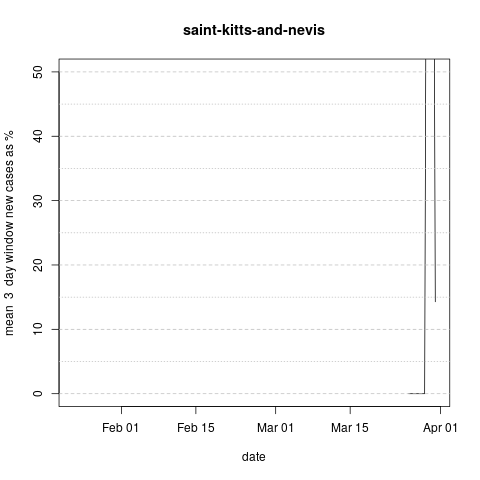 saint-kitts-and-nevis
mean 3 day window new cases as %
50
40
30
20
10
0
Feb 01
Feb 15
Mar 01
Mar 15
Apr 01
date